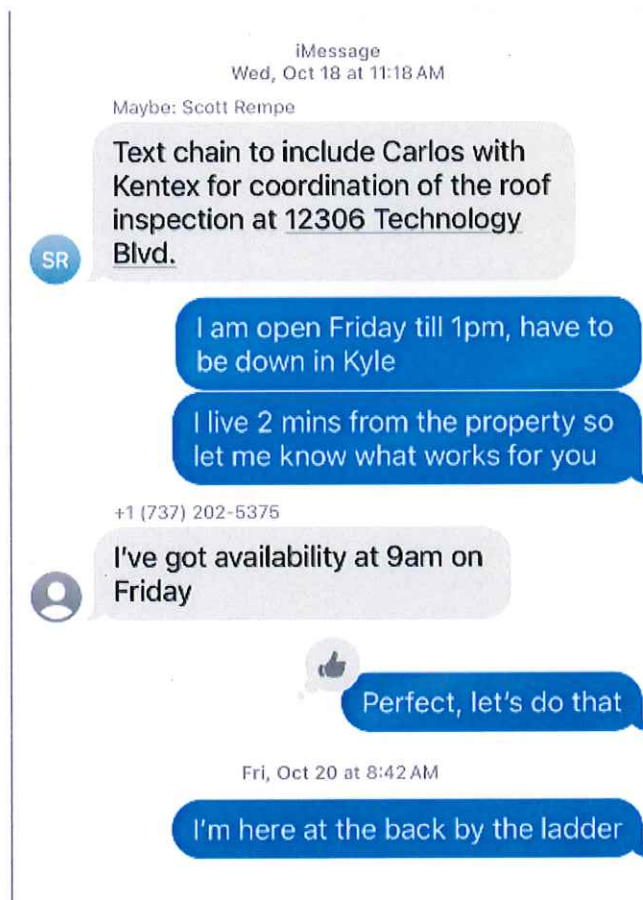 iMessage
Wed, Oct 18 at 11:18 AM
Maybe: Scott Rempe
Text chain to include Carlos with
Kentex for coordination of the roof
inspection at 12306 Technology
Blvd.
SR
I am open Friday till 1pm, have to
be down in Kyle
I live 2 mins from the property so
let me know what works for you
+1 (737) 202-5375
I've got availability at 9am on
Friday
Perfect, let's do that
Fri, Oct 20 at 8:42 AM
I'm here at the back by the ladder